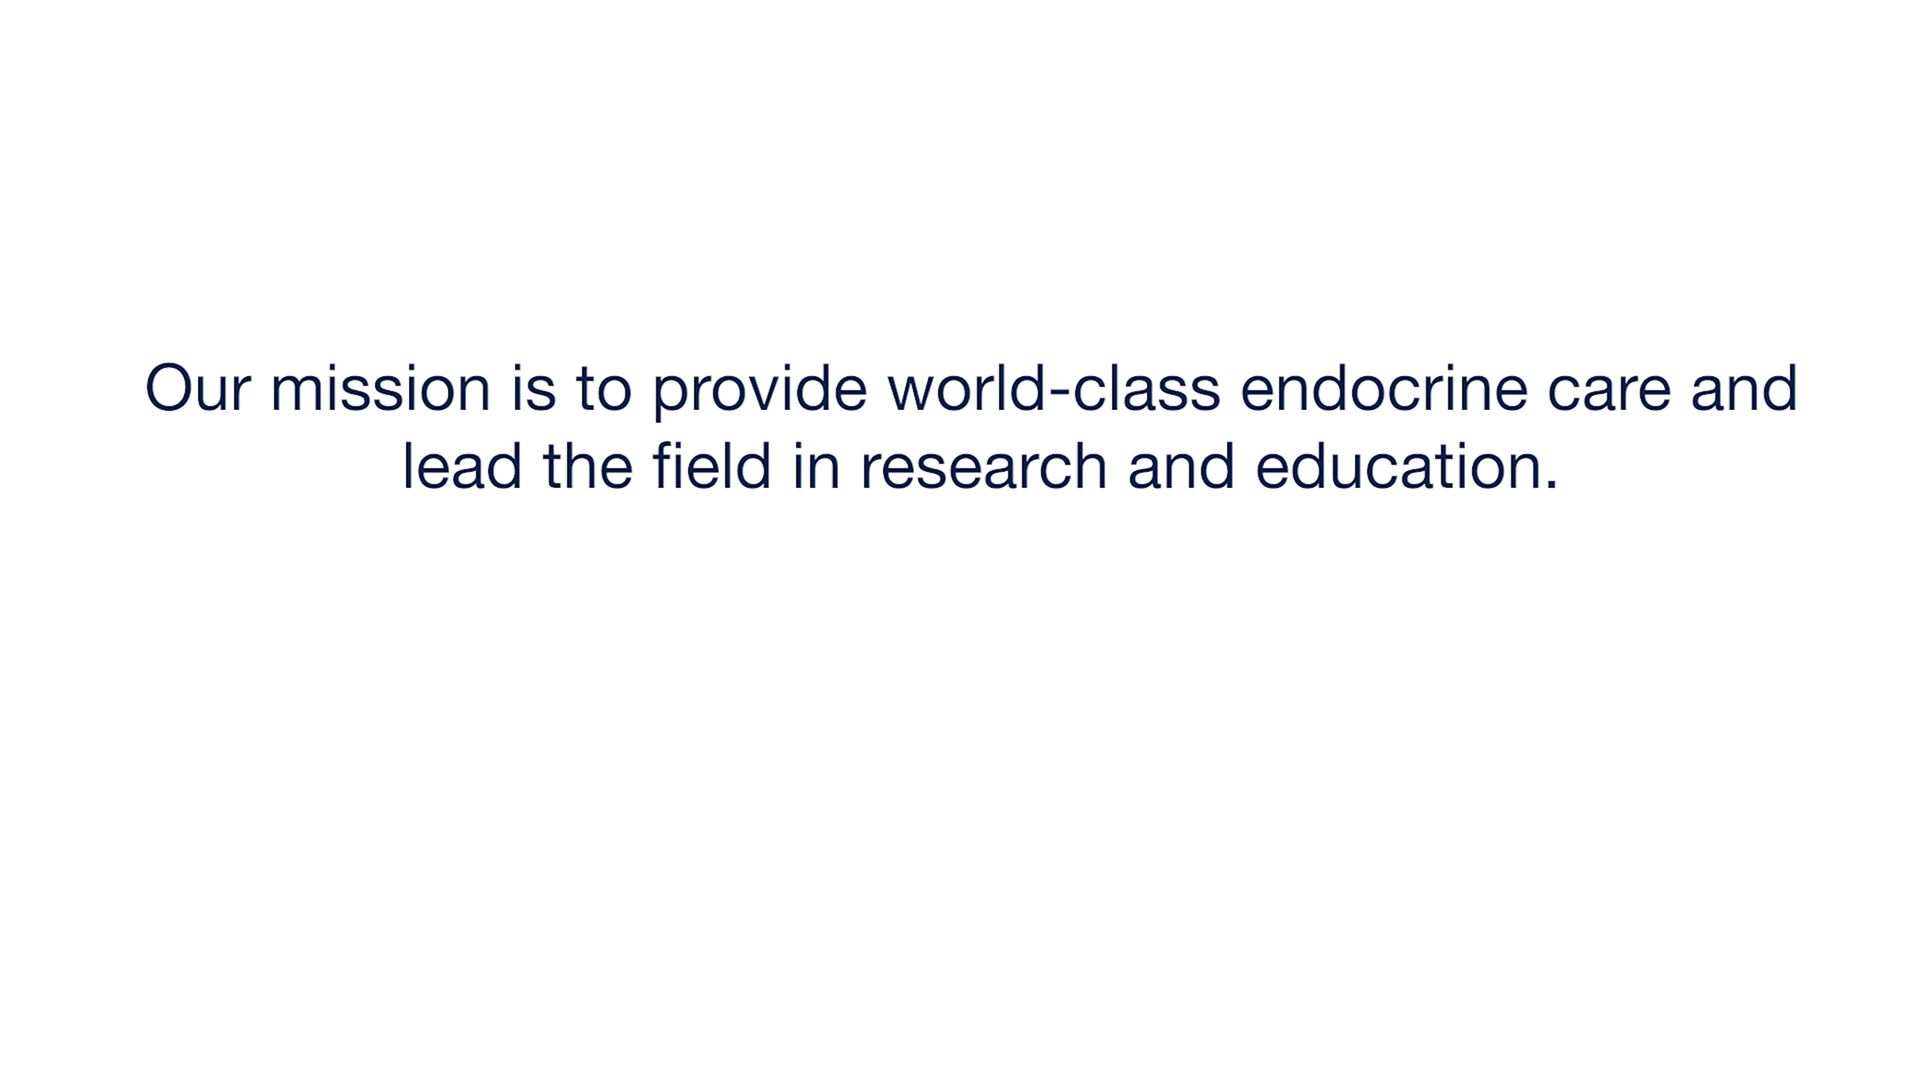 Our mission is to provide world-class endocrine care and
lead the field in research and education.